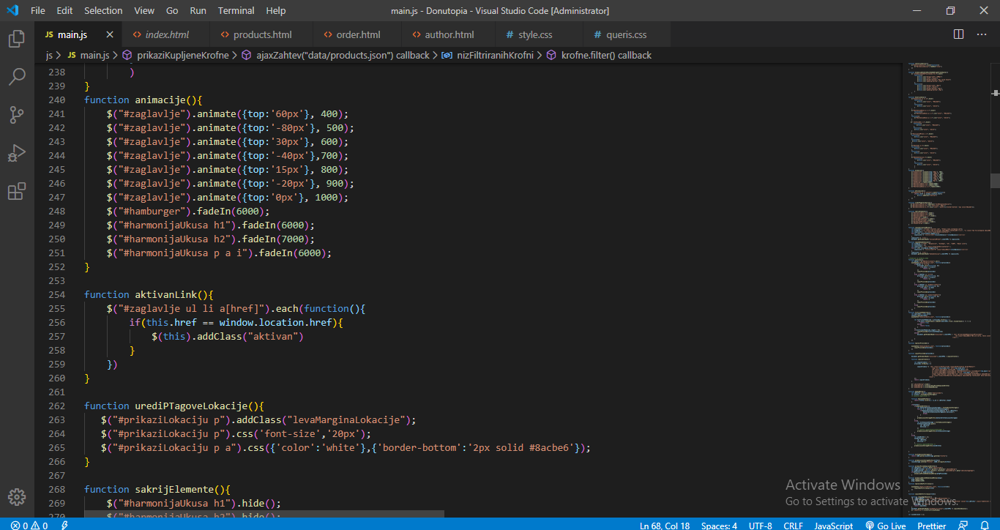 File Edit Selection View Go Run Terminal Help main.js - Donutopia - Visual Studio Code [Administrator]
JS main.js index.html products.html order.html author.html # style.css # queris.css
js > JS main.js > prikaziKupljeneKrofne > ajaxZahtev("data/products.json") callback > nizFiltriranihKrofni > krofne.filter() callback
238 )
239 }
240 function animacije(){
241 $("#zaglavlje").animate({top:'60px'}, 400);
242 $("#zaglavlje").animate({top:'-80px'}, 500);
243 $("#zaglavlje").animate({top:'30px'}, 600);
244 $("#zaglavlje").animate({top:'-40px'},700);
245 $("#zaglavlje").animate({top:'15px'}, 800);
246 $("#zaglavlje").animate({top:'-20px'}, 900);
247 $("#zaglavlje").animate({top:'0px'}, 1000);
248 $("#hamburger").fadeIn(6000);
249 $("#harmonijaUkusa h1").fadeIn(6000);
250 $("#harmonijaUkusa h2").fadeIn(7000);
251 $("#harmonijaUkusa p a i").fadeIn(6000);
252 }
253
254 function aktivanLink(){
255 $("#zaglavlje ul li a[href]").each(function(){
256 if(this.href == window.location.href){
257 $(this).addClass("aktivan")
258 }
259 })
260 }
261
262 function urediPTagoveLokacije(){
263 $("#prikaziLokaciju p").addClass("levaMarginaLokacije");
264 $("#prikaziLokaciju p").css('font-size','20px');
265 $("#prikaziLokaciju p a").css({'color':'white'},{'border-bottom':'2px solid #8acbe6'});
266 }
267
268 function sakrijElemente(){
269 $("#harmonijaUkusa h1").hide();
270 $("#harmonijaUkusa h2").hide();
Activate Windows
Go to Settings to activate Windows.
0 0 Ln 68, Col 18 Spaces: 4 UTF-8 CRLF JavaScript Go Live Prettier